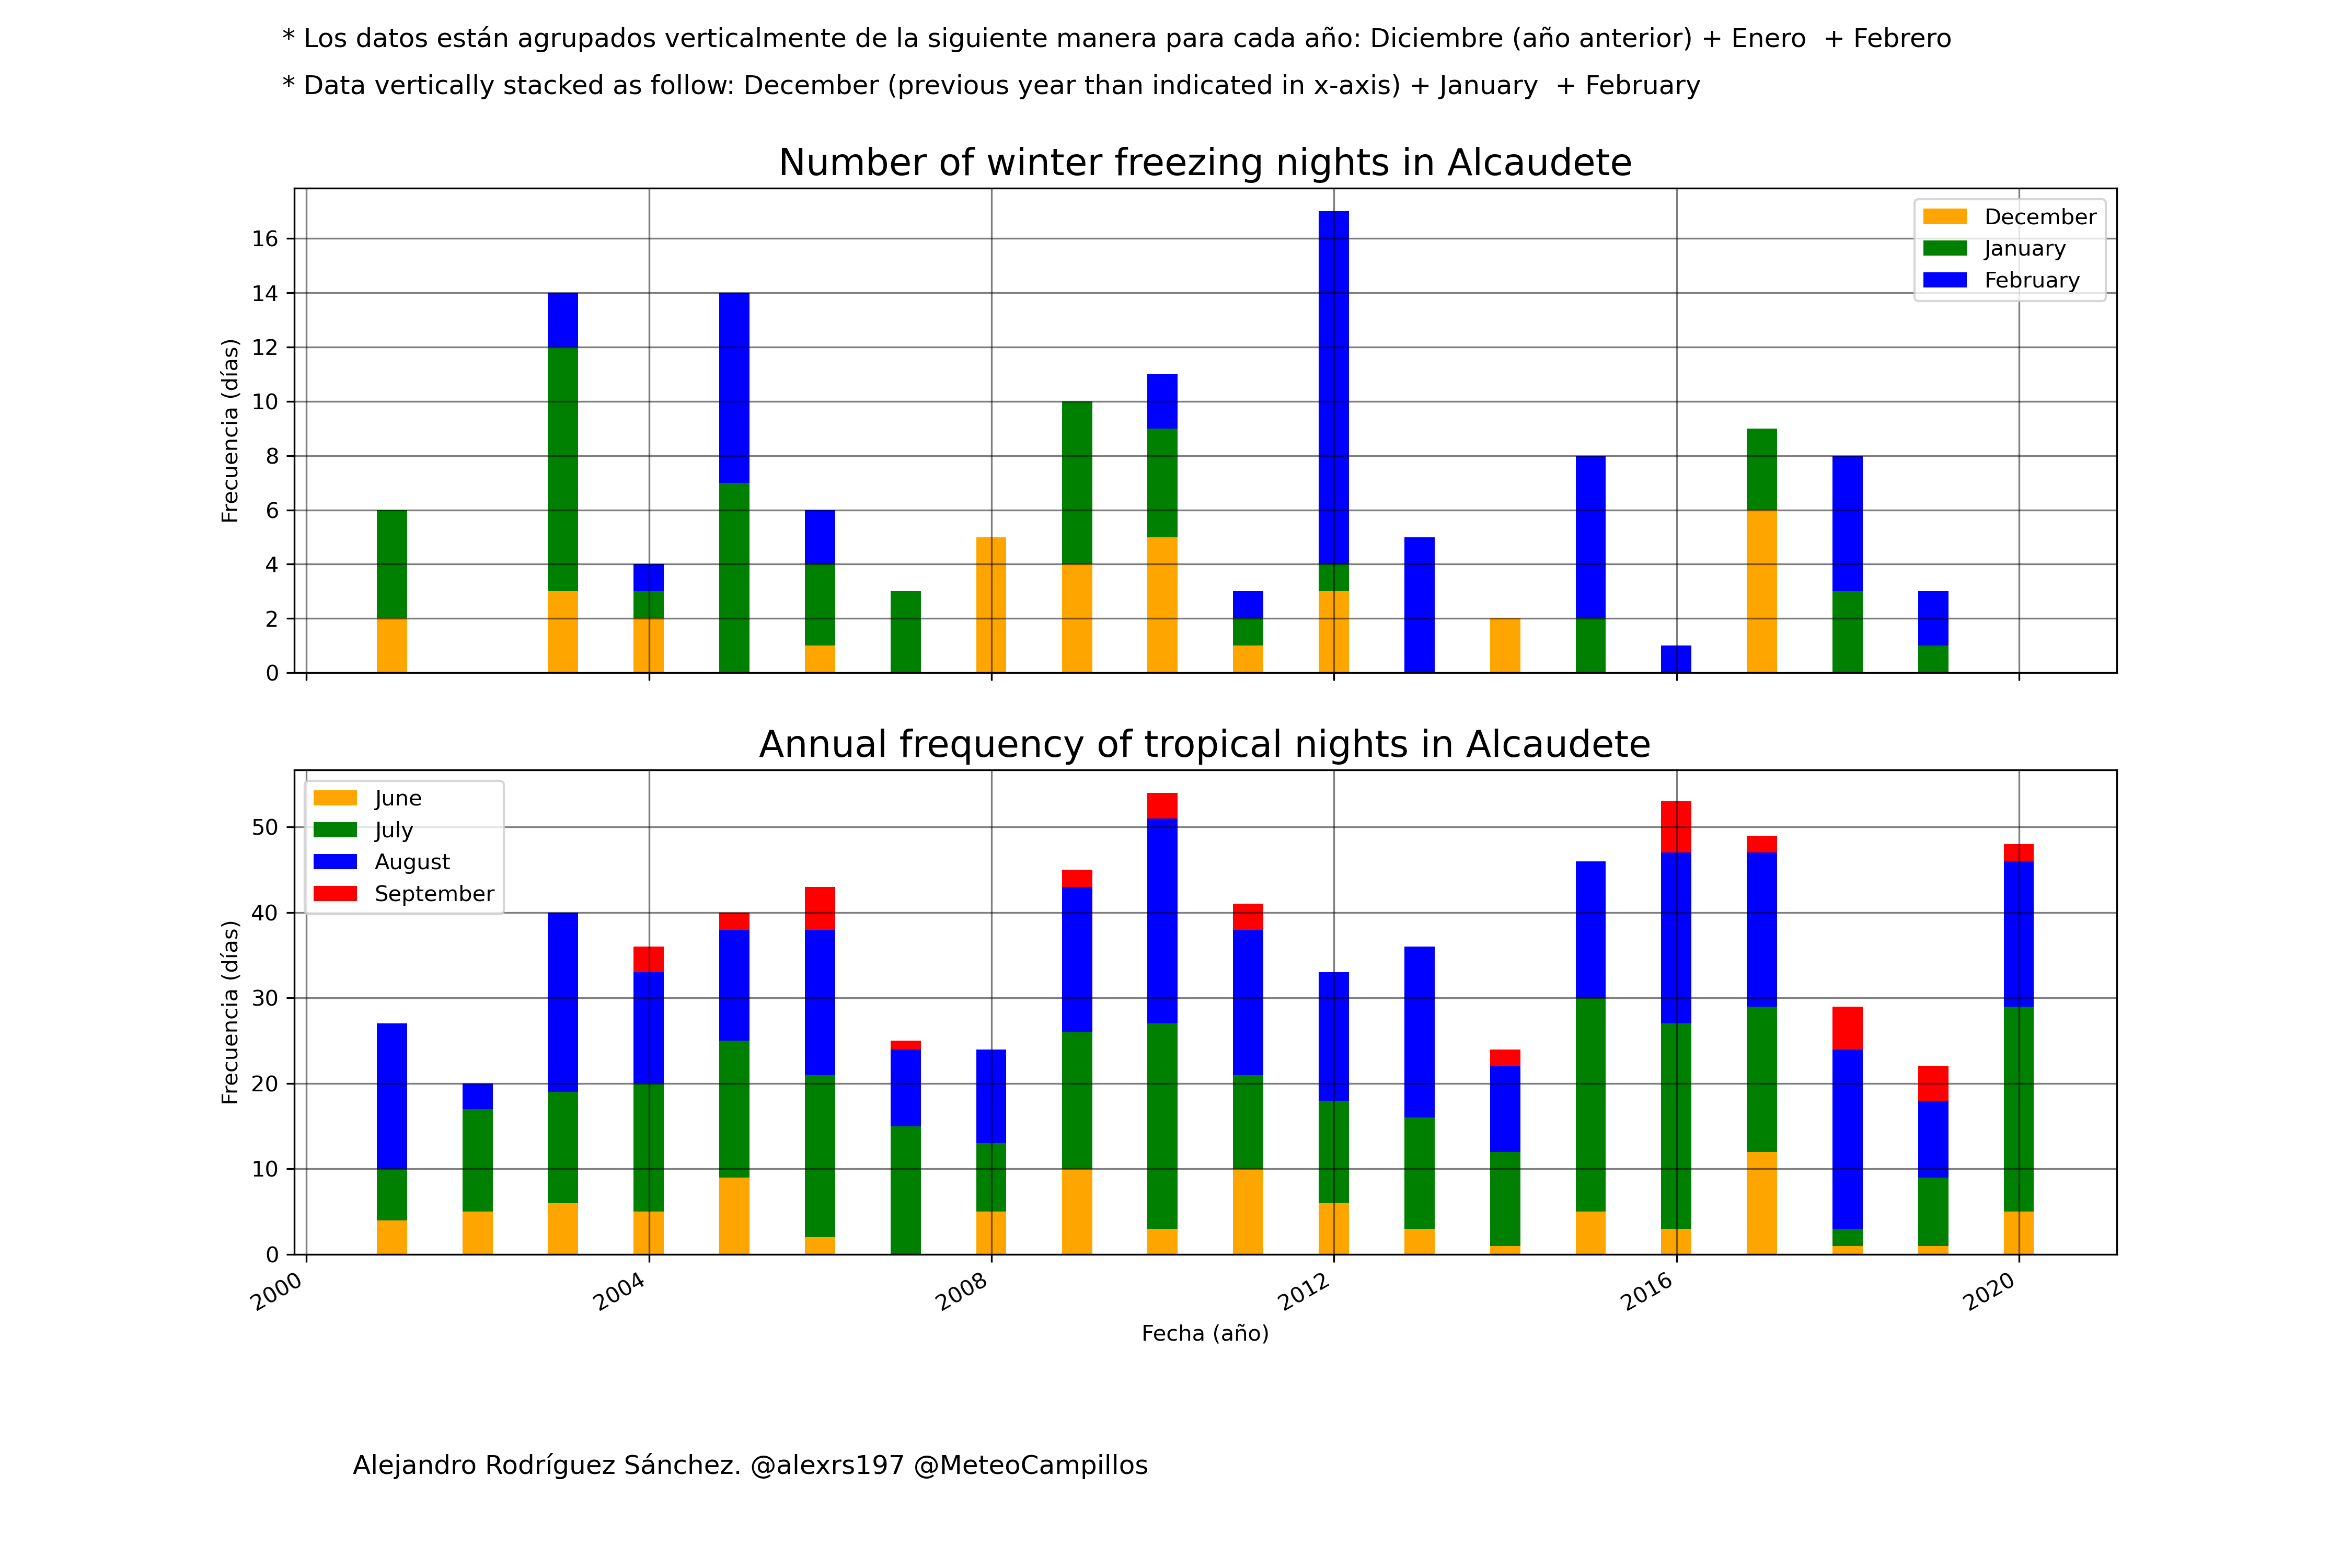 * Los datos están agrupados verticalmente de la siguiente manera para cada año: Diciembre (año anterior) + Enero  + Febrero
* Data vertically stacked as follow: December (previous year than indicated in x-axis) + January  + February
Number of winter freezing nights in Alcaudete
Frecuencia (días)
16
14
12
10
8
6
4
2
0
December
January
February
Annual frequency of tropical nights in Alcaudete
Frecuencia (días)
50
40
30
20
10
0
June
July
August
September
2000
2004
2008
2012
2016
2020
Fecha (año)
Alejandro Rodríguez Sánchez. @alexrs197 @MeteoCampillos